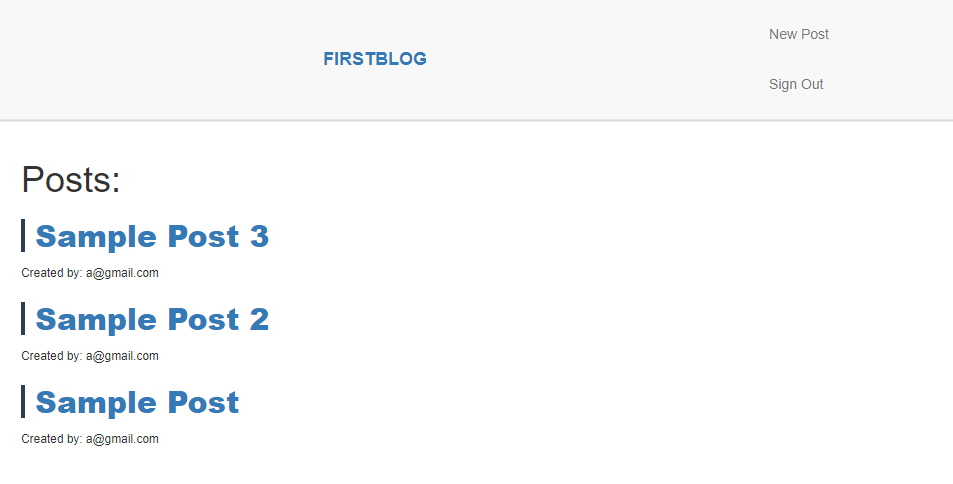 New Post
FIRSTBLOG
Sign Out
Posts:
Sample Post 3
Created by: a@gmail.com
Sample Post 2
Created by: a@gmail.com
Sample Post
Created by: a@gmail.com